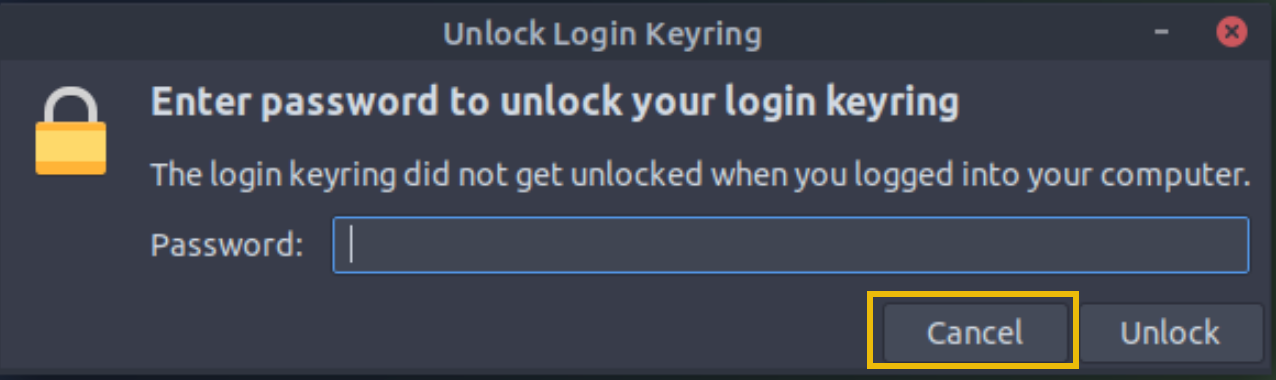 Unlock Login Keyring
Enter password to unlock your login keyring
The login keyring did not get unlocked when you logged into your computer.
Password:
Cancel Unlock